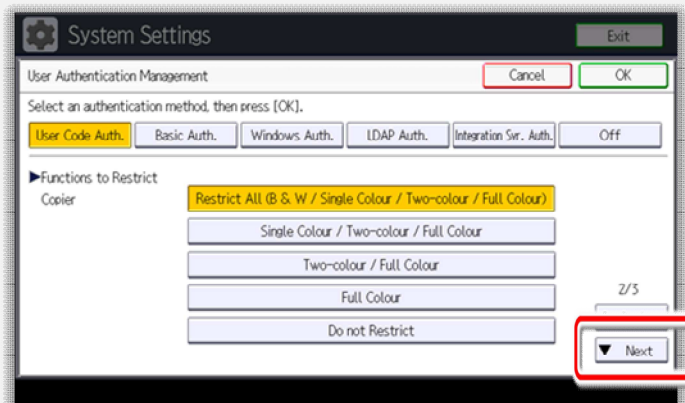 System Settings
Exit
User Authentication Management
Cancel
OK
Select an authentication method, then press [OK].
User Code Auth.
Basic Auth.
Windows Auth.
LDAP Auth.
Integration Svr. Auth.
Off
▶Functions to Restrict
Copier
Restrict All (B & W / Single Colour / Two-colour / Full Colour)
Single Colour / Two-colour / Full Colour
Two-colour / Full Colour
Full Colour
2/3
Do not Restrict
▼ Next